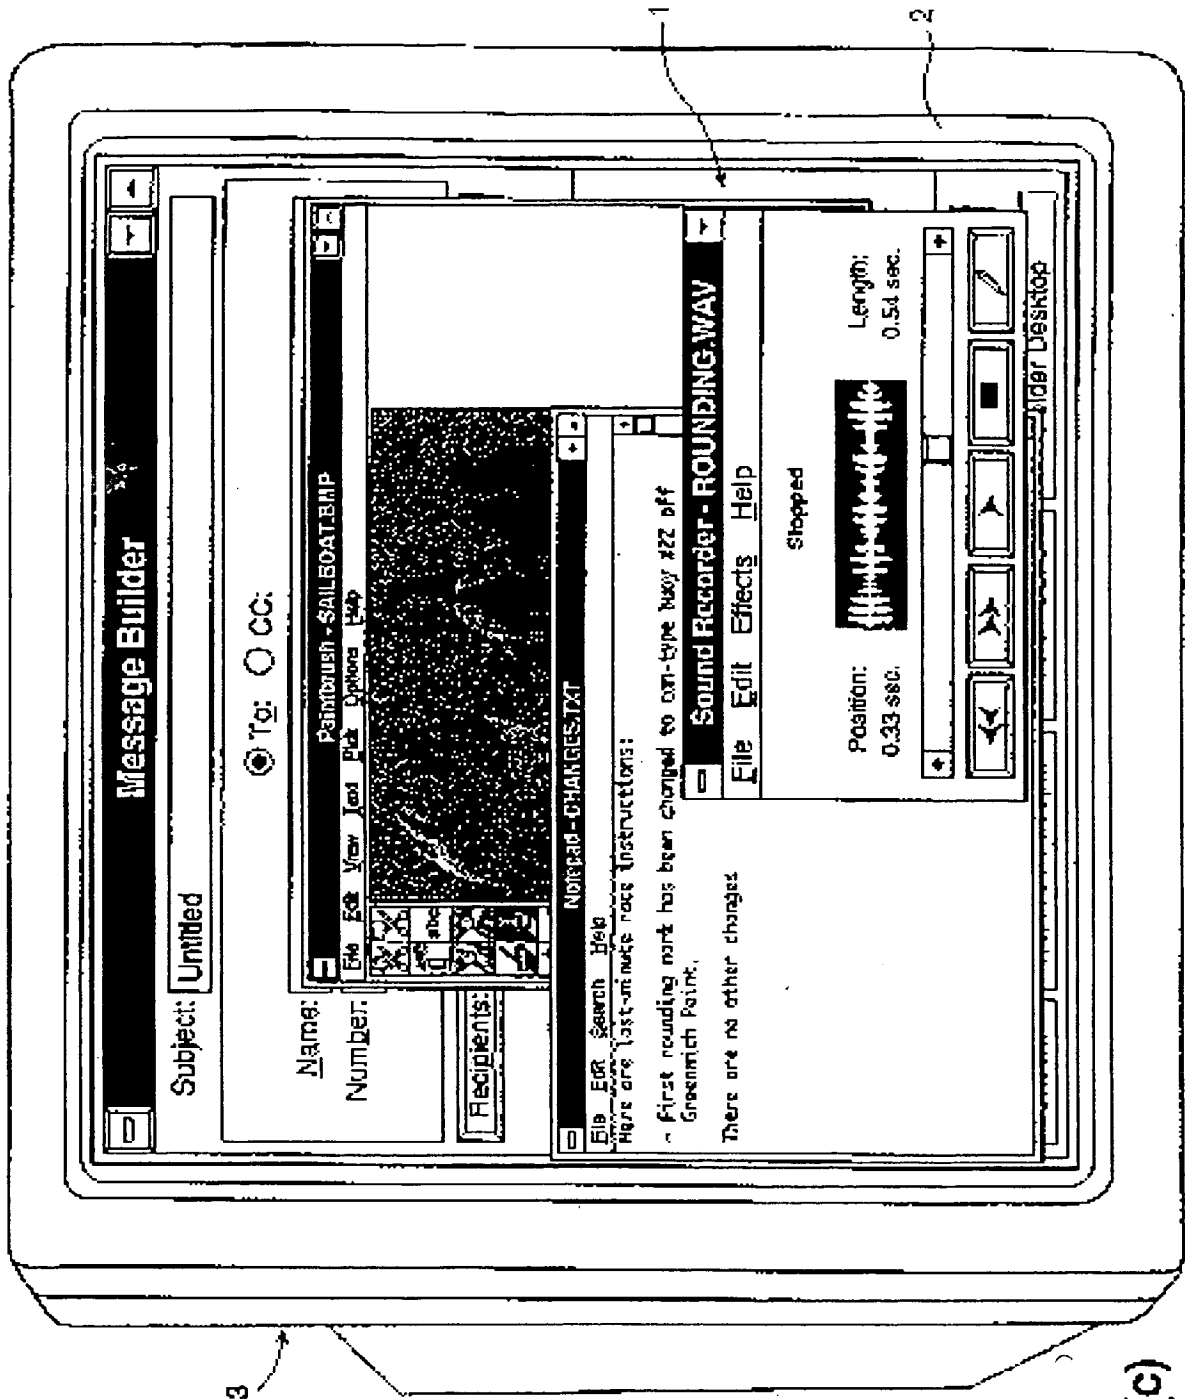 1
2
3
Message Builder
Subject: Untitled
To: CC:
Name:
Number:
Recipients:
Paintbrush - SAILBOAT.BMP
File Edit View Text Pick Options Help
abc
Notepad - CHANGES.TXT
File Edit Search Help
Here are last-minute race instructions:
- First rounding mark has been changed to can-type buoy #22 off
Greenwich Point.
There are no other changes
Sound Recorder - ROUNDING.WAV
File Edit Effects Help
Stopped
Position:
0.33 sec.
Length:
0.54 sec.
Desktop
(C)